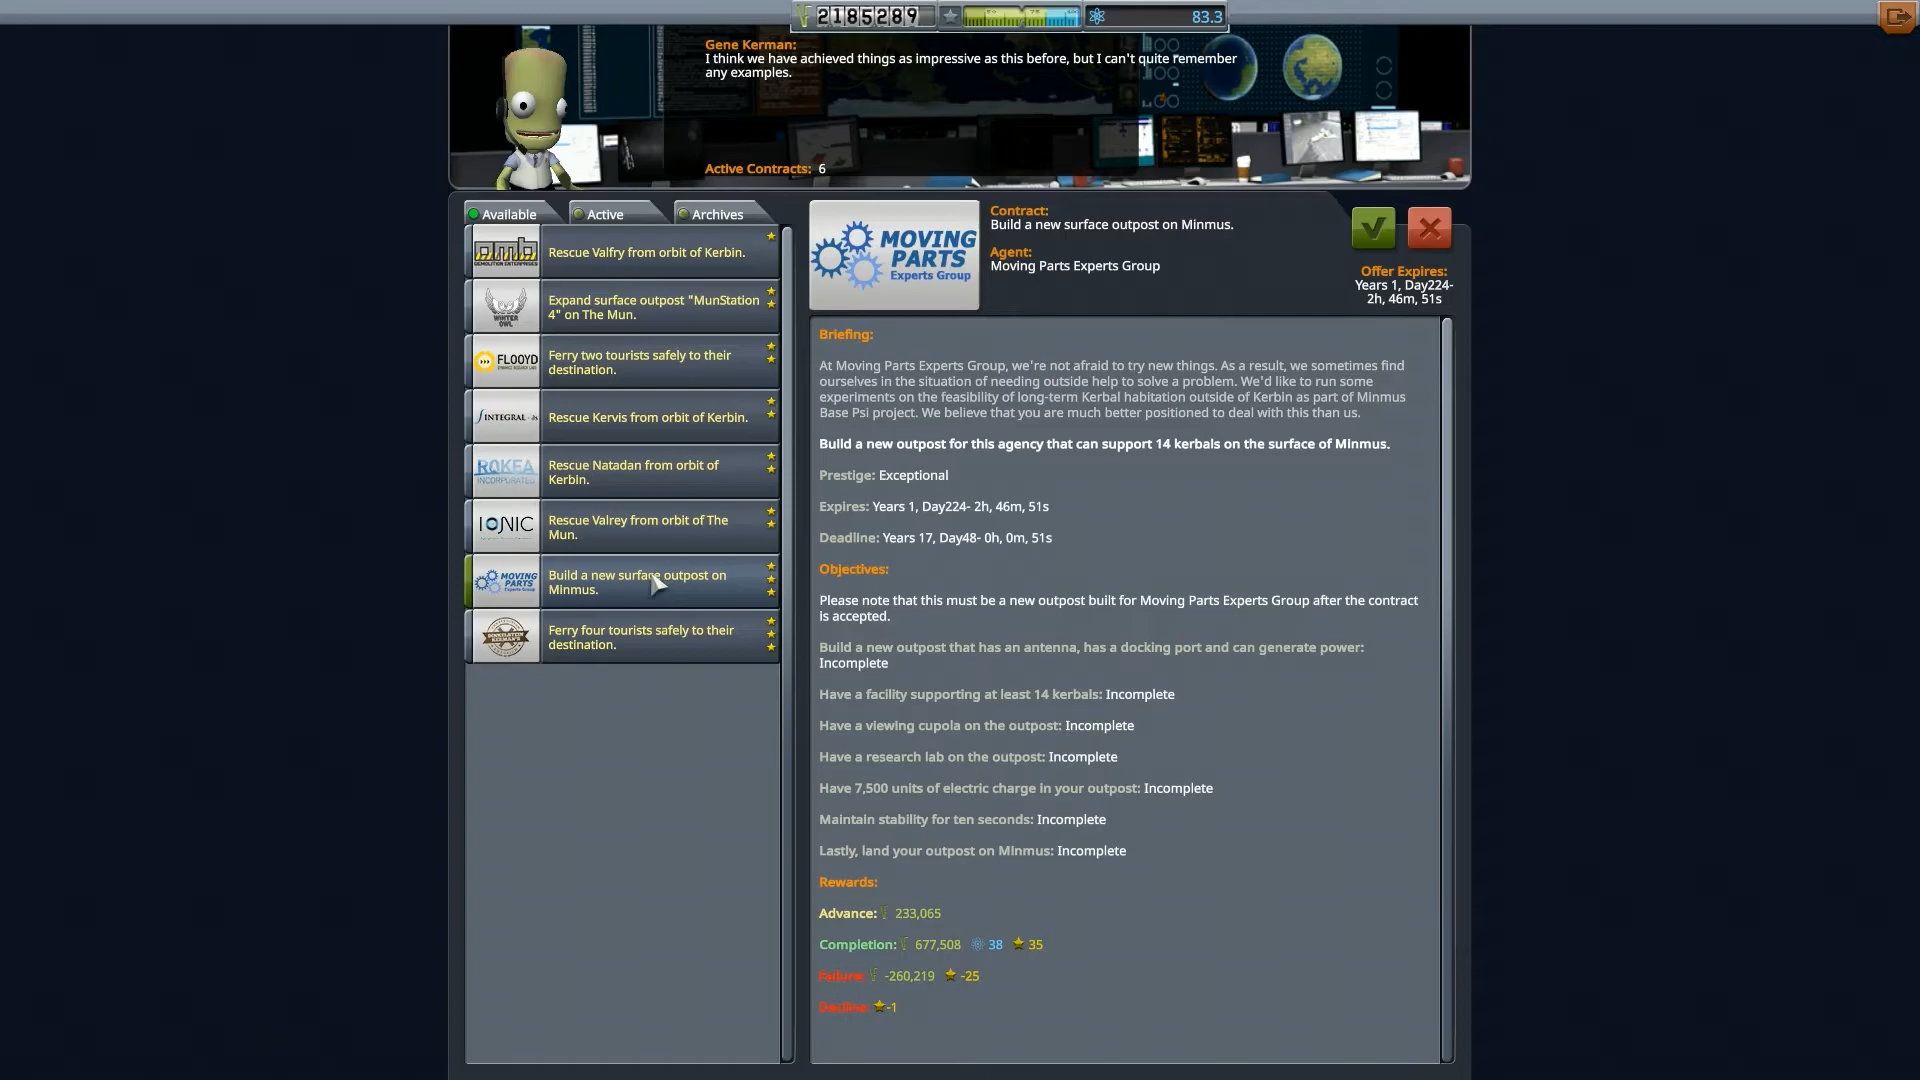 2185289
83.3
Gene Kerman:
I think we have achieved things as impressive as this before, but I can't quite remember
any examples.
Active Contracts: 6
Available
Active
Archives
Rescue Valfry from orbit of Kerbin.
WINTER OWL
Expand surface outpost "MunStation
4" on The Mun.
FLOOYD
Ferry two tourists safely to their
destination.
INTEGRAL
Rescue Kervis from orbit of Kerbin.
ROKEA
INCORPORATED
Rescue Natadan from orbit of
Kerbin.
IONIC
Rescue Valrey from orbit of The
Mun.
MOVING
PARTS
Experts Group
Build a new surface outpost on
Minmus.
Ferry four tourists safely to their
destination.
MOVING
PARTS
Experts Group
Contract:
Build a new surface outpost on Minmus.
Agent:
Moving Parts Experts Group
Offer Expires:
Years 1, Day224-
2h, 46m, 51s
Briefing:
At Moving Parts Experts Group, we're not afraid to try new things. As a result, we sometimes find
ourselves in the situation of needing outside help to solve a problem. We'd like to run some
experiments on the feasibility of long-term Kerbal habitation outside of Kerbin as part of Minmus
Base Psi project. We believe that you are much better positioned to deal with this than us.
Build a new outpost for this agency that can support 14 kerbals on the surface of Minmus.
Prestige: Exceptional
Expires: Years 1, Day224- 2h, 46m, 51s
Deadline: Years 17, Day48- 0h, 0m, 51s
Objectives:
Please note that this must be a new outpost built for Moving Parts Experts Group after the contract
is accepted.
Build a new outpost that has an antenna, has a docking port and can generate power:
Incomplete
Have a facility supporting at least 14 kerbals: Incomplete
Have a viewing cupola on the outpost: Incomplete
Have a research lab on the outpost: Incomplete
Have 7,500 units of electric charge in your outpost: Incomplete
Maintain stability for ten seconds: Incomplete
Lastly, land your outpost on Minmus: Incomplete
Rewards:
Advance: 233,065
Completion: 677,508 38 35
Failure: -260,219 -25
Decline: -1